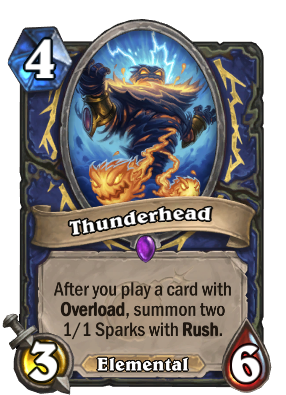 4
Thunderhead
After you play a card with
Overload, summon two
1/1 Sparks with Rush.
3
Elemental
6